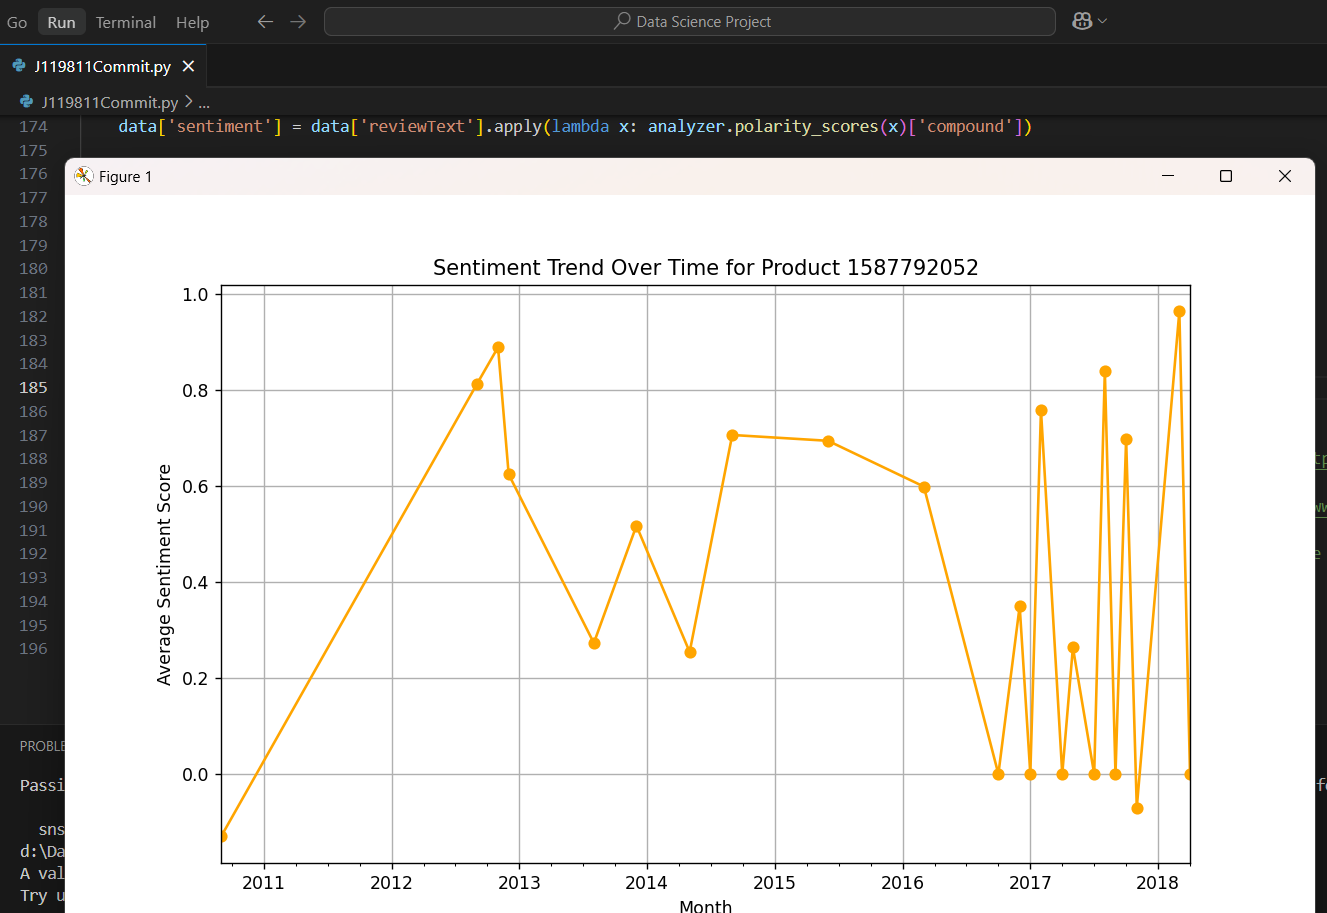 Go Run Terminal Help Data Science Project
J119811Commit.py
J119811Commit.py > ...
174 data['sentiment'] = data['reviewText'].apply(lambda x: analyzer.polarity_scores(x)['compound'])
175
176
Figure 1
177
178
179
180
181
182
183
184
185
186
187
188
189
190
191
192
193
194
195
196
Sentiment Trend Over Time for Product 1587792052
1.0
0.8
0.6
0.4
0.2
0.0
Average Sentiment Score
2011 2012 2013 2014 2015 2016 2017 2018
Month
PROBLE
Passi
sns
d:\Da
A val
Try u